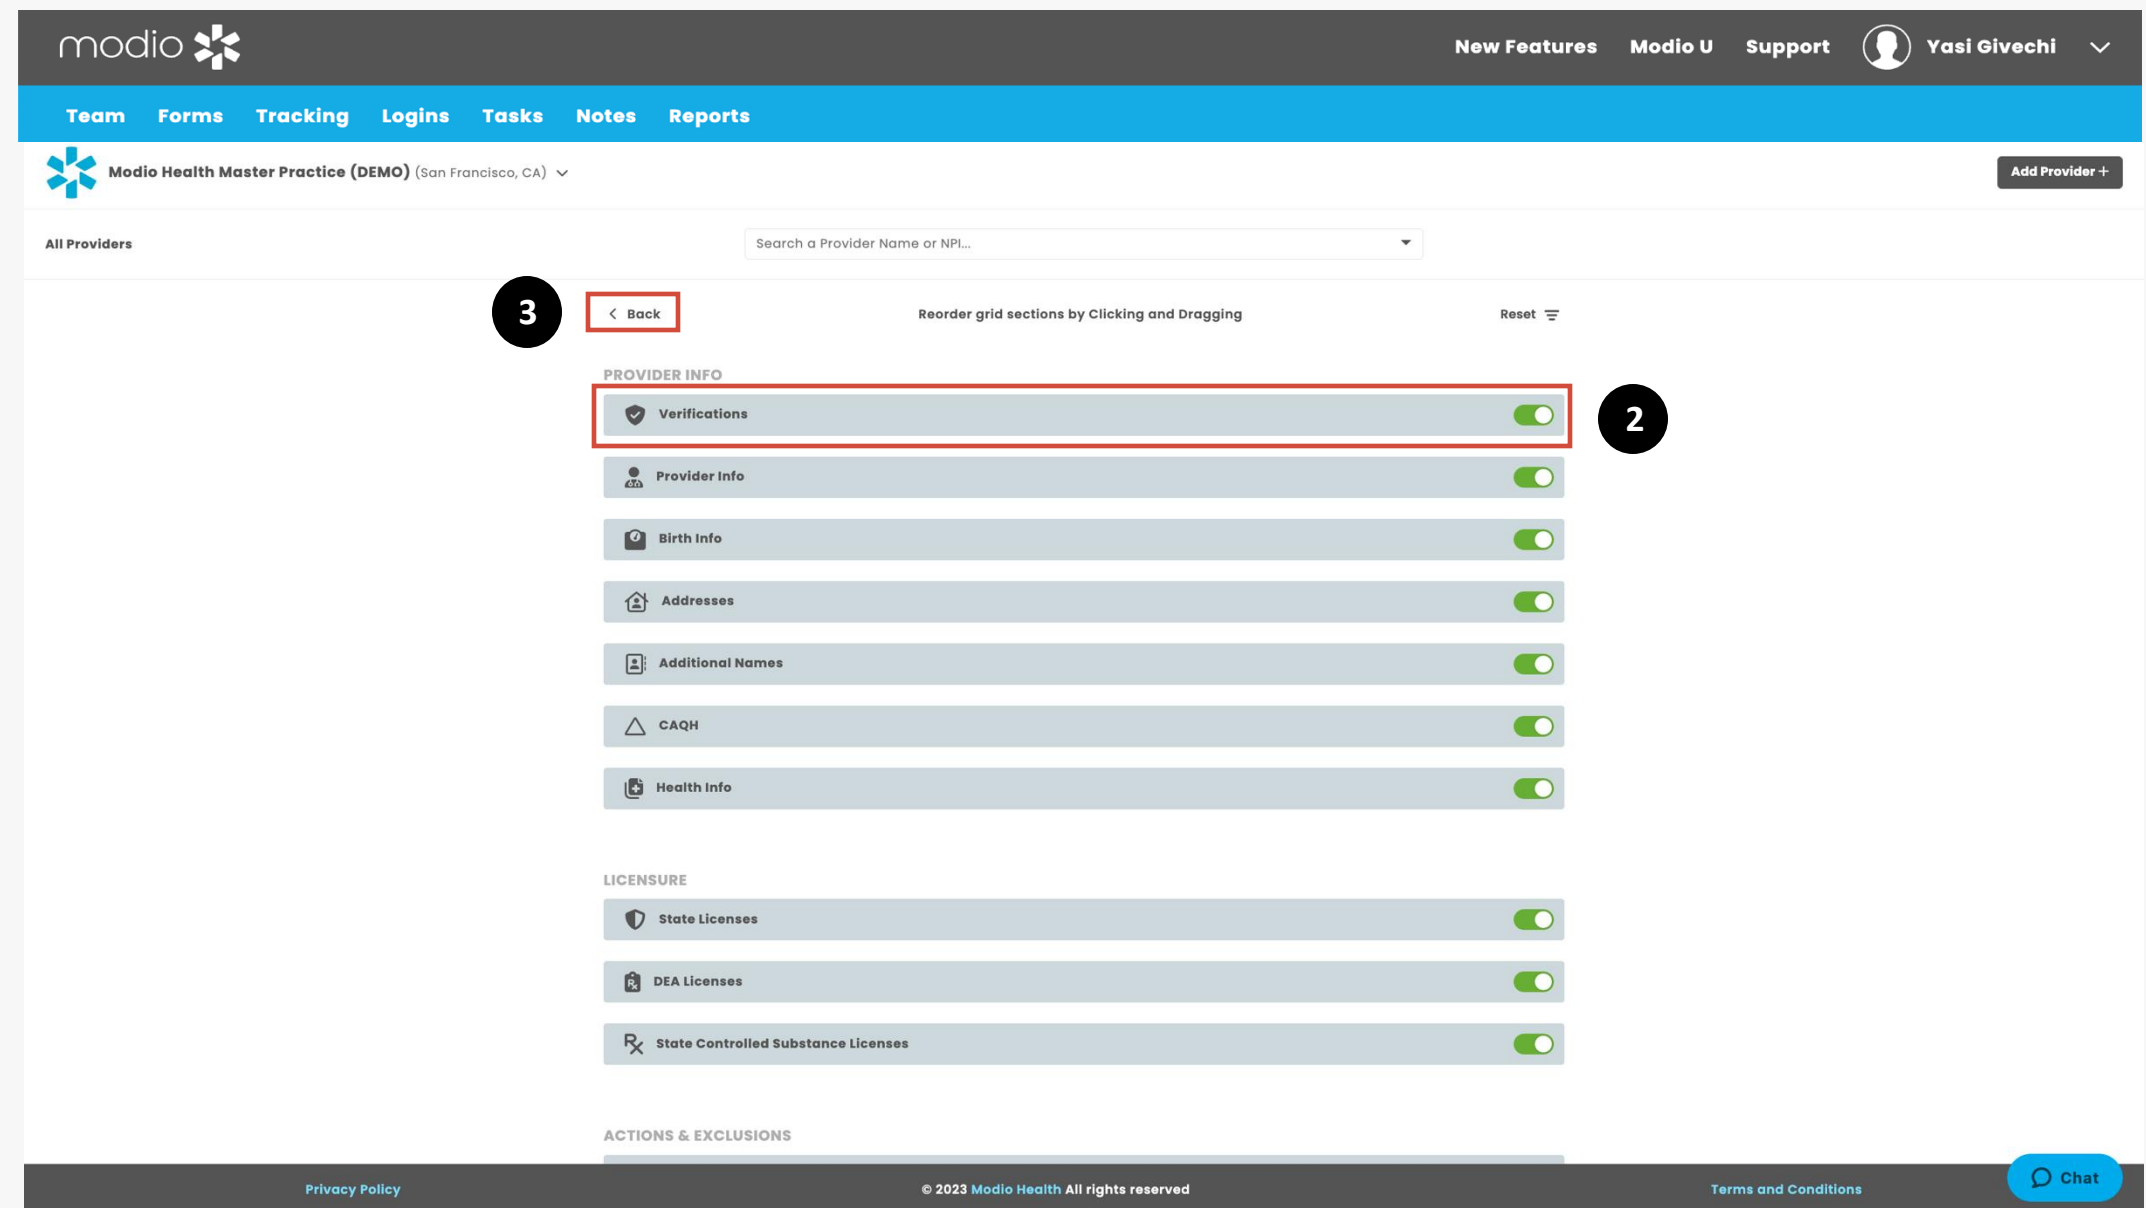 modio
New Features Modio U Support Yasi Givechi
Team Forms Tracking Logins Tasks Notes Reports
Modio Health Master Practice (DEMO) (San Francisco, CA)
Add Provider+
All Providers
Search a Provider Name or NPI...
3
Back
Reorder grid sections by Clicking and Dragging
Reset
PROVIDER INFO
Verifications
2
Provider Info
Birth Info
Addresses
Additional Names
CAQH
Health Info
LICENSURE
State Licenses
DEA Licenses
State Controlled Substance Licenses
ACTIONS & EXCLUSIONS
Privacy Policy
© 2023 Modio Health All rights reserved
Terms and Conditions
Chat